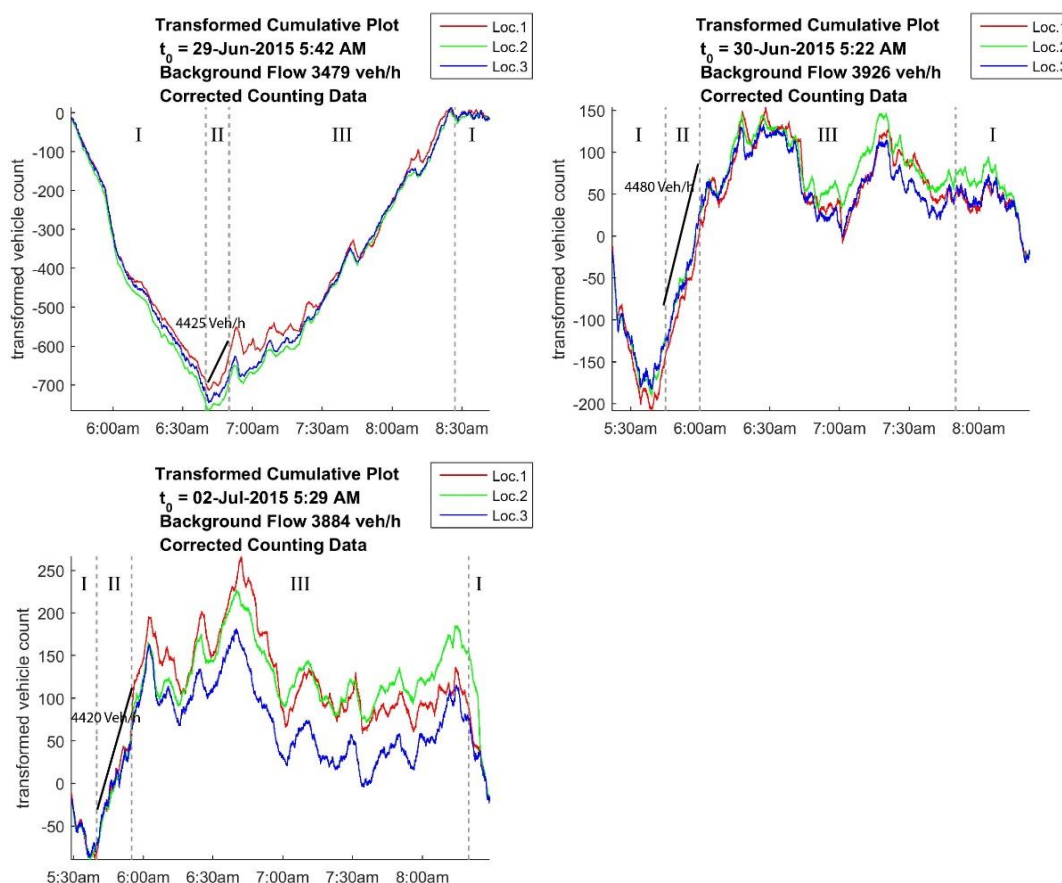 Transformed Cumulative Plot
t0 = 29-Jun-2015 5:42 AM
Background Flow 3479 veh/h
Corrected Counting Data
Loc.1
Loc.2
Loc.3
transformed vehicle count
0
-100
-200
-300
-400
-500
-600
-700
I
II
III
I
4425 Veh/h
6:00am
6:30am
7:00am
7:30am
8:00am
8:30am
Transformed Cumulative Plot
t0 = 30-Jun-2015 5:22 AM
Background Flow 3926 veh/h
Corrected Counting Data
Loc.1
Loc.2
Loc.3
transformed vehicle count
150
100
50
0
-50
-100
-150
-200
I
II
III
I
4480 Veh/h
5:30am
6:00am
6:30am
7:00am
7:30am
8:00am
Transformed Cumulative Plot
t0 = 02-Jul-2015 5:29 AM
Background Flow 3884 veh/h
Corrected Counting Data
Loc.1
Loc.2
Loc.3
transformed vehicle count
250
200
150
100
50
0
-50
I
II
III
I
4420 Veh/h
5:30am
6:00am
6:30am
7:00am
7:30am
8:00am